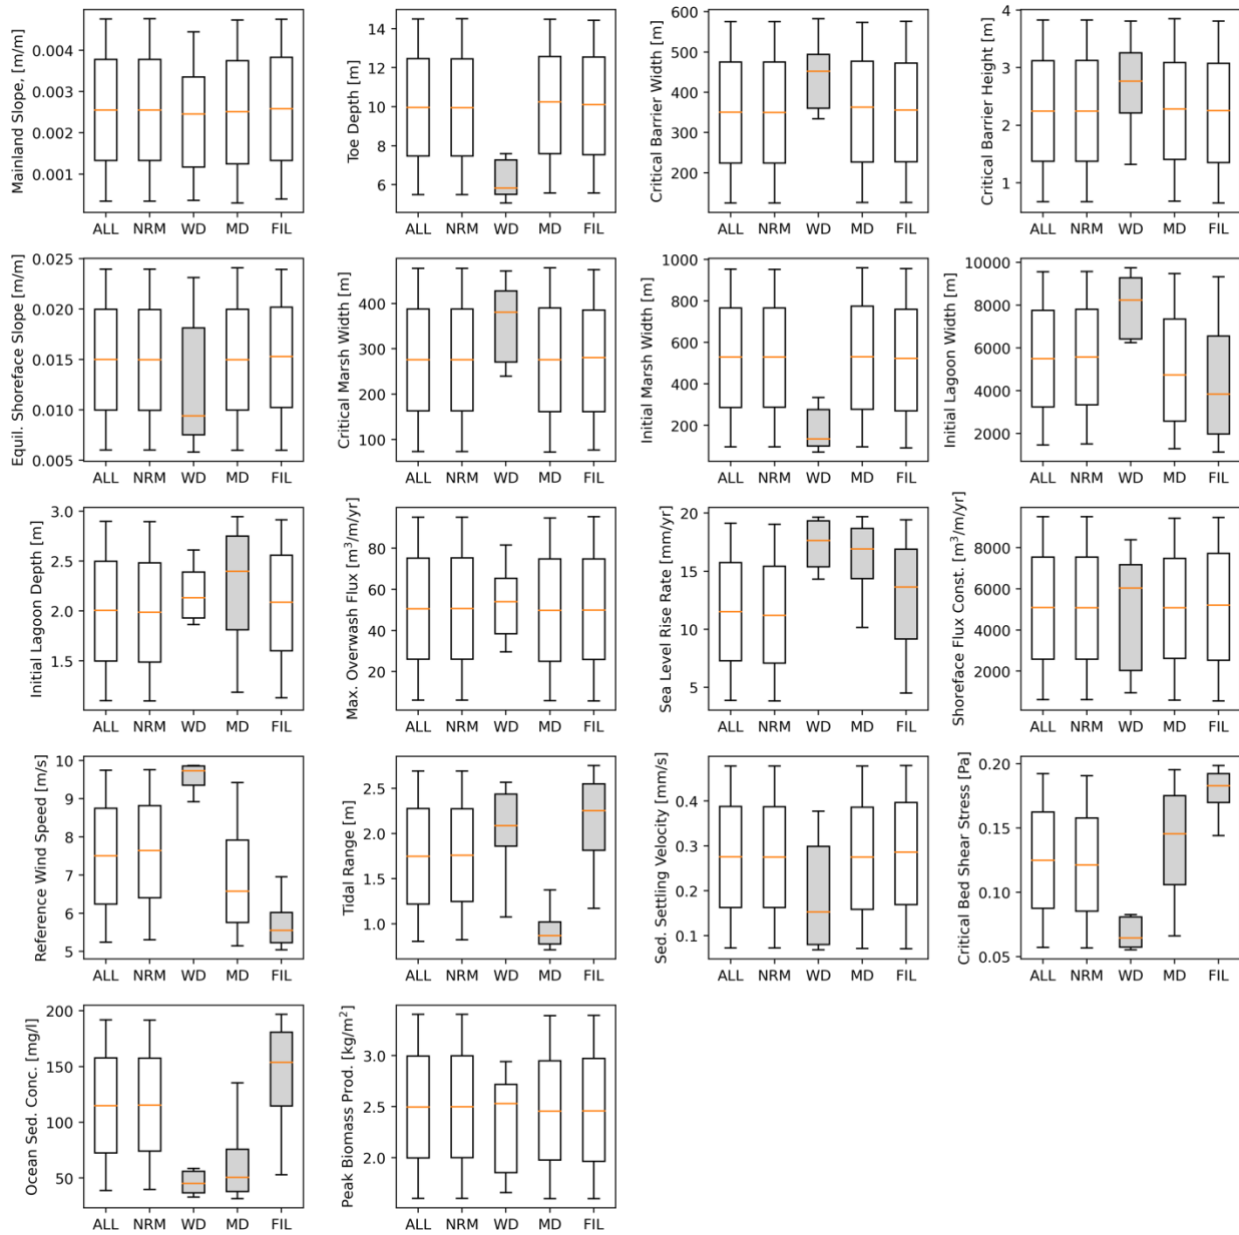 Mainland Slope, [m/m]
0.004
0.003
0.002
0.001
ALL NRM WD MD FIL
Toe Depth [m]
14
12
10
8
6
ALL NRM WD MD FIL
Critical Barrier Width [m]
600
500
400
300
200
ALL NRM WD MD FIL
Critical Barrier Height [m]
4
3
2
1
ALL NRM WD MD FIL
Equil. Shoreface Slope [m/m]
0.025
0.020
0.015
0.010
0.005
ALL NRM WD MD FIL
Critical Marsh Width [m]
400
300
200
100
ALL NRM WD MD FIL
Initial Marsh Width [m]
1000
800
600
400
200
ALL NRM WD MD FIL
Initial Lagoon Width [m]
10000
8000
6000
4000
2000
ALL NRM WD MD FIL
Initial Lagoon Depth [m]
3.0
2.5
2.0
1.5
ALL NRM WD MD FIL
Max. Overwash Flux [m³/m/yr]
80
60
40
20
ALL NRM WD MD FIL
Sea Level Rise Rate [mm/yr]
20
15
10
5
ALL NRM WD MD FIL
Shoreface Flux Const. [m³/m/yr]
8000
6000
4000
2000
ALL NRM WD MD FIL
Reference Wind Speed [m/s]
10
9
8
7
6
5
ALL NRM WD MD FIL
Tidal Range [m]
2.5
2.0
1.5
1.0
ALL NRM WD MD FIL
Sed. Settling Velocity [mm/s]
0.4
0.3
0.2
0.1
ALL NRM WD MD FIL
Critical Bed Shear Stress [Pa]
0.20
0.15
0.10
0.05
ALL NRM WD MD FIL
Ocean Sed. Conc. [mg/l]
200
150
100
50
ALL NRM WD MD FIL
Peak Biomass Prod. [kg/m²]
3.0
2.5
2.0
ALL NRM WD MD FIL